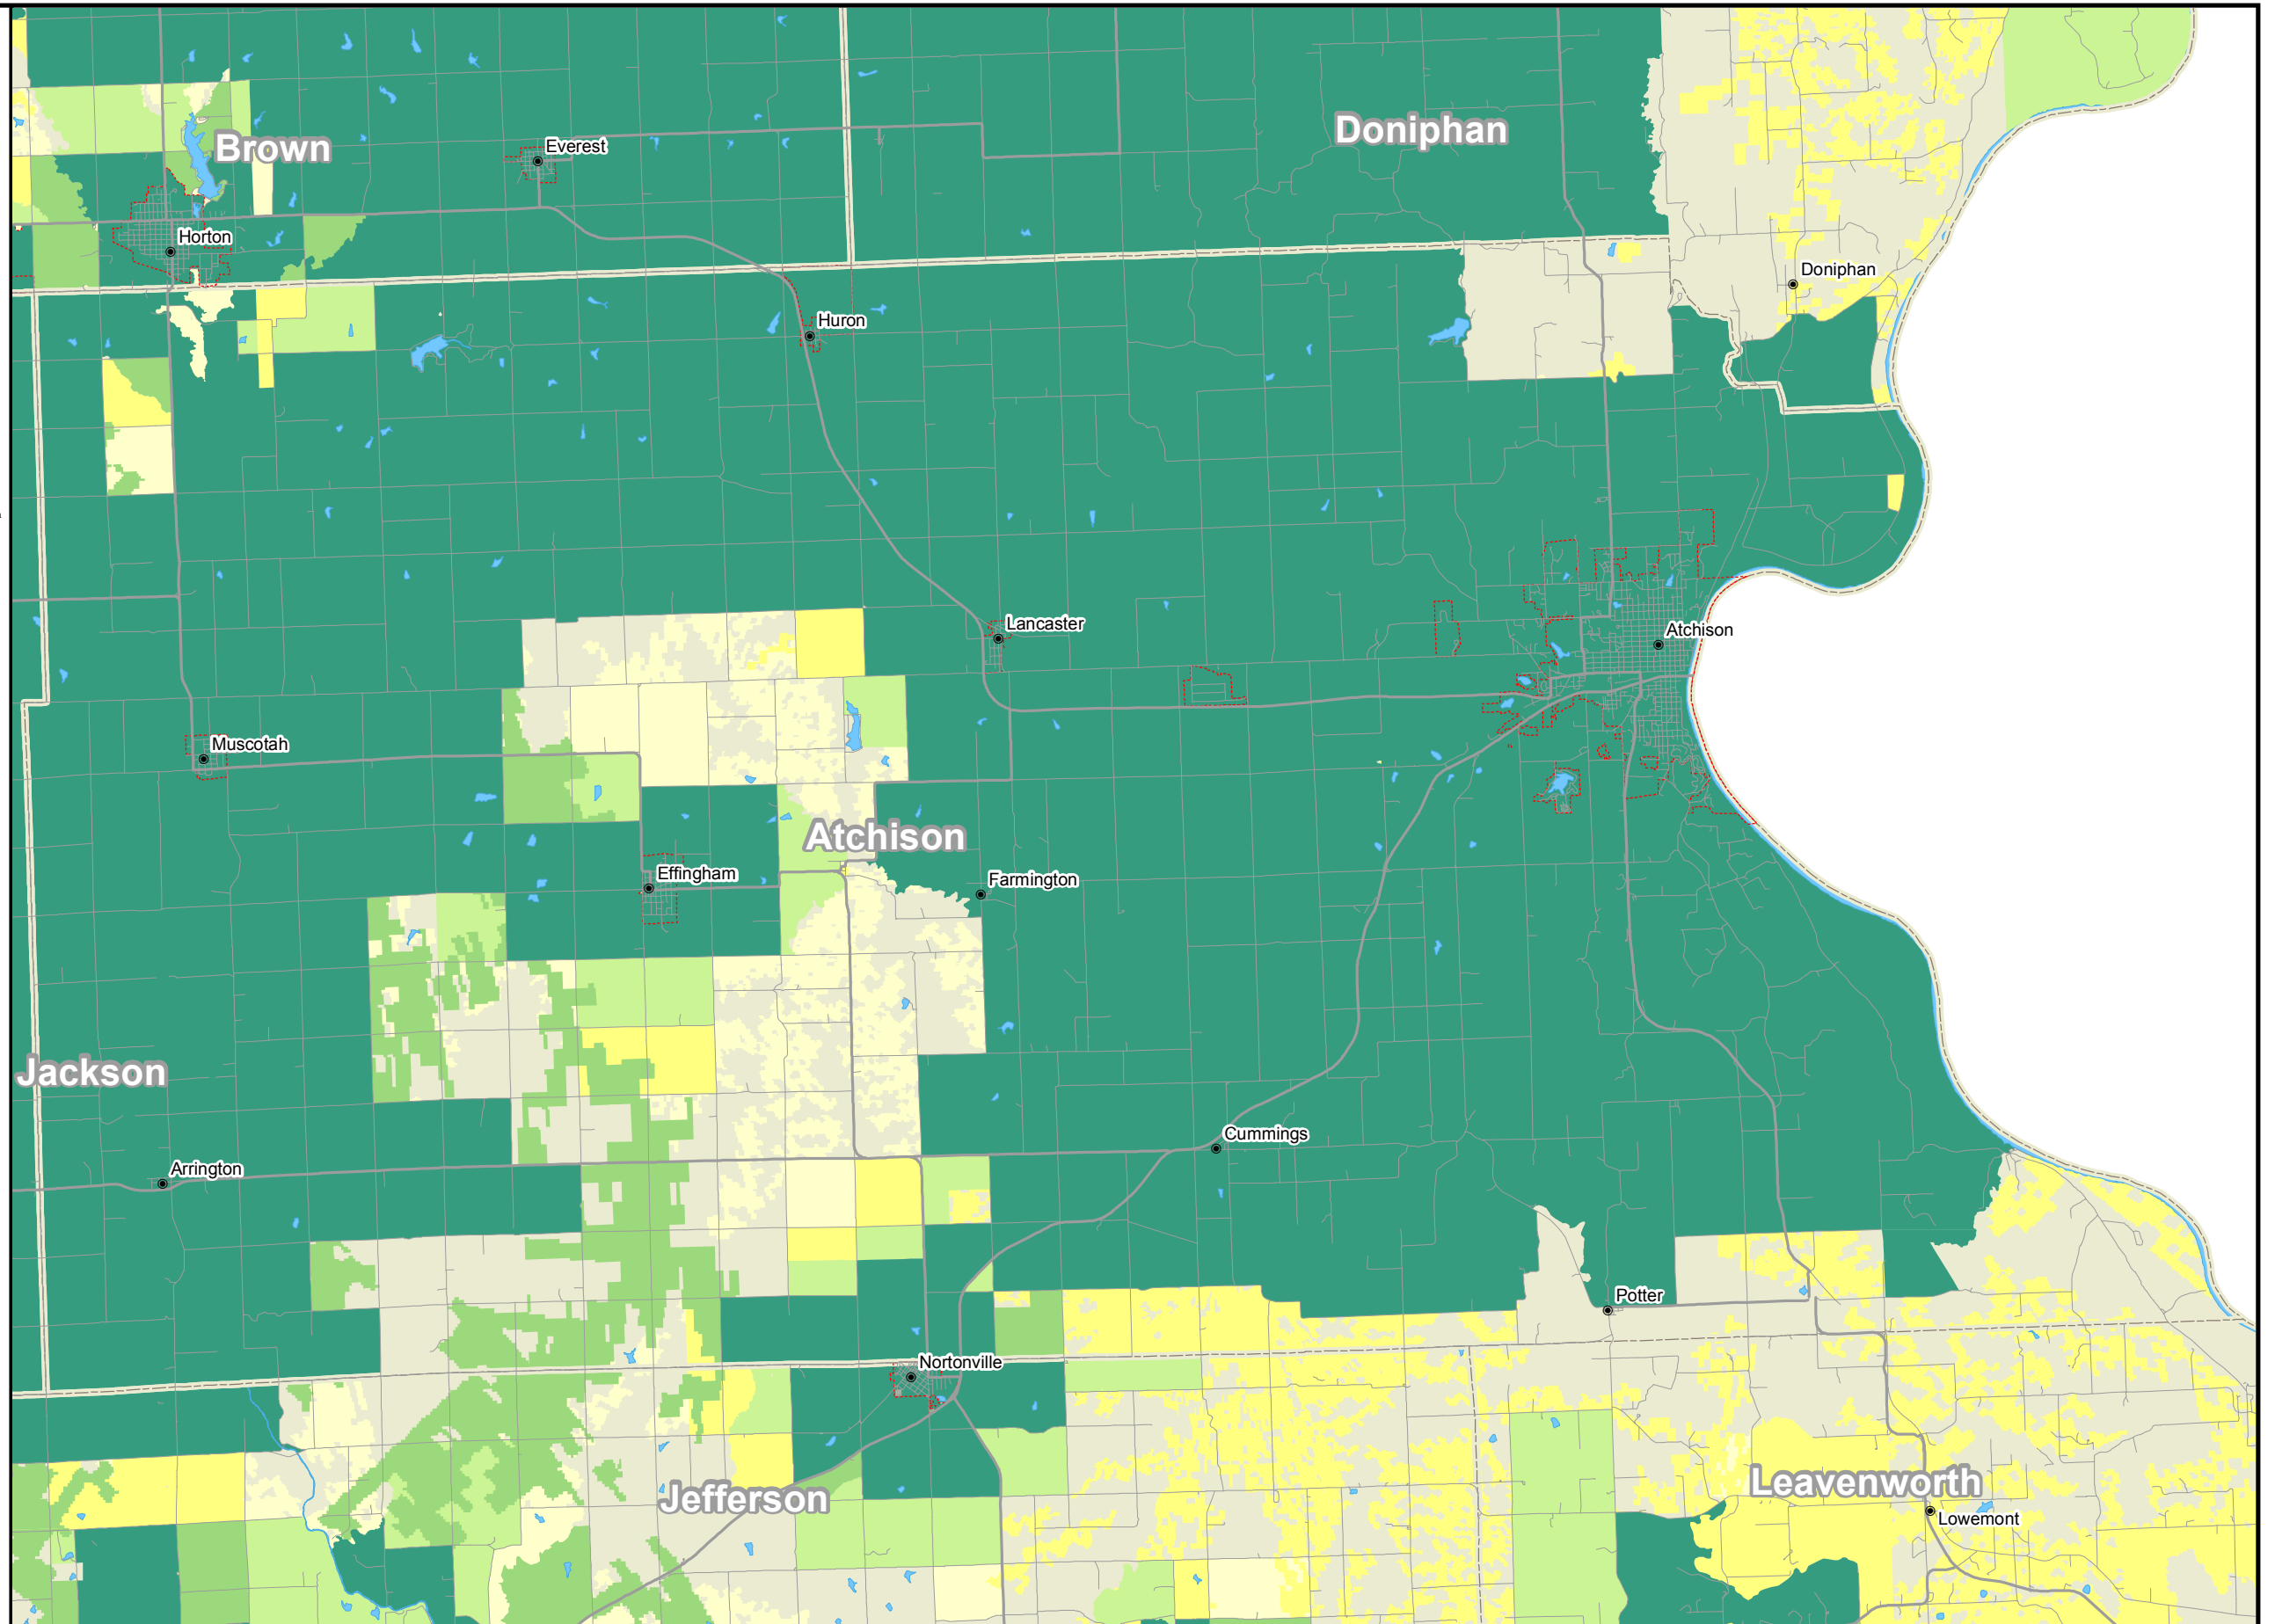 Doniphan
Brown
Everest
Horton
Doniphan
Huron
Lancaster
Atchison
Muscotah
Atchison
Effingham
Farmington
Jackson
Cummings
Arrington
Potter
Nortonville
Leavenworth
Jefferson
Lowemont